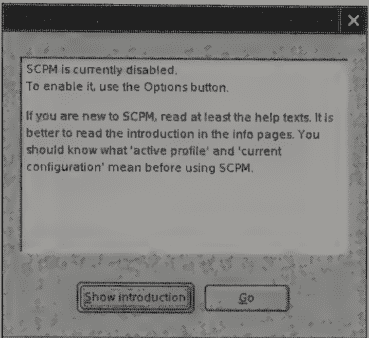 SCPM is currently disabled.
To enable it, use the Options button.
If you are new to SCPM, read at least the help texts. It is
better to read the introduction in the info pages. You
should know what 'active profile' and 'current
configuration' mean before using SCPM.
Show introduction
Go